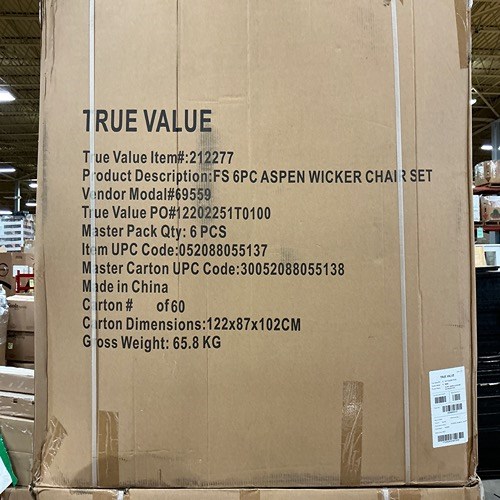 TRUE VALUE
True Value Item#:212277
Product Description:FS 6PC ASPEN WICKER CHAIR SET
Vendor Modal#69559
True Value PO#12202251T0100
Master Pack Qty: 6 PCS
Item UPC Code:052088055137
Master Carton UPC Code:30052088055138
Made in China
Carton # of 60
Carton Dimensions:122x87x102CM
Gross Weight: 65.8 KG
TRUE VALUE